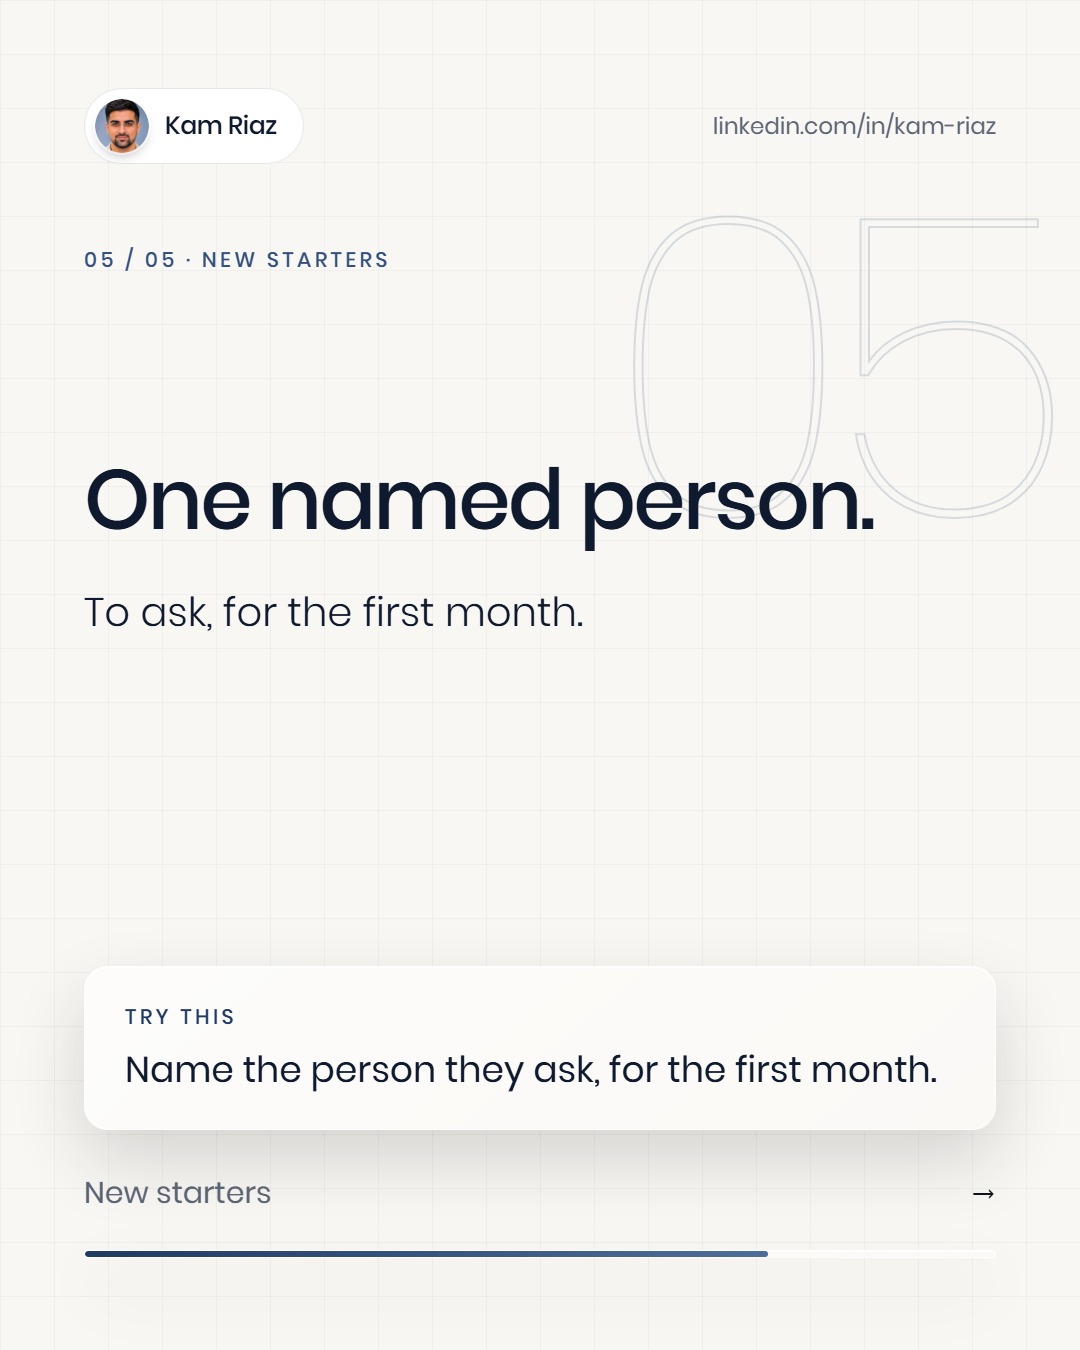 Kam Riaz
linkedin.com/in/kam-riaz
05 / 05 · NEW STARTERS
05
One named person.
To ask, for the first month.
TRY THIS
Name the person they ask, for the first month.
New starters →